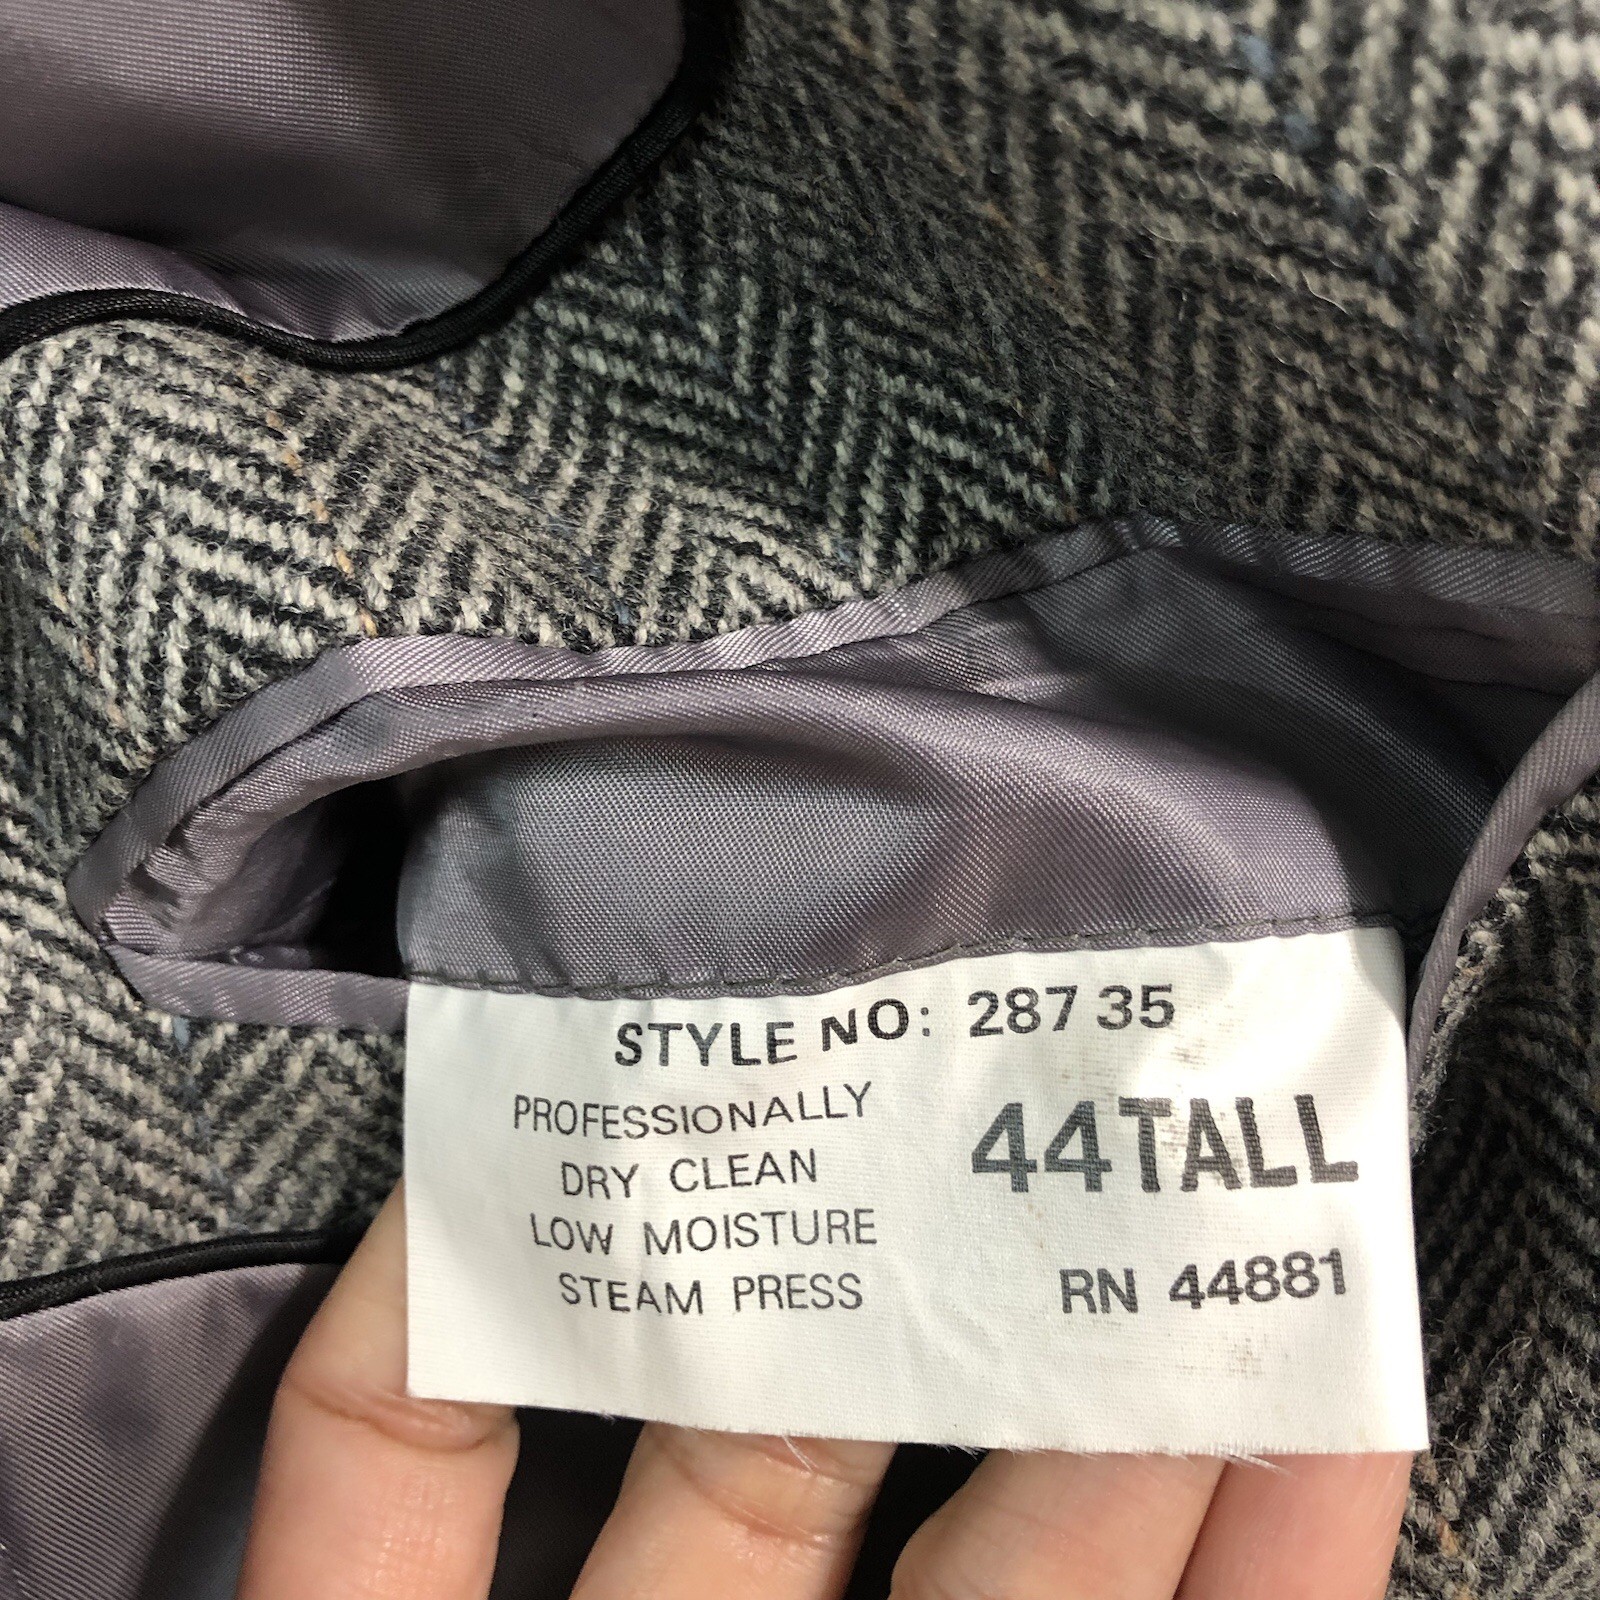 STYLE NO: 287 35
PROFESSIONALLY
DRY CLEAN
LOW MOISTURE
STEAM PRESS
44TALL
RN 44881